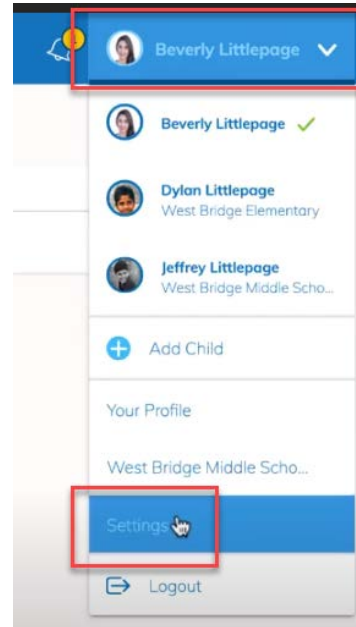 Beverly Littlepage
Beverly Littlepage
Dylan Littlepage
West Bridge Elementary
Jeffrey Littlepage
West Bridge Middle Scho...
Add Child
Your Profile
West Bridge Middle Scho...
Settings
Logout